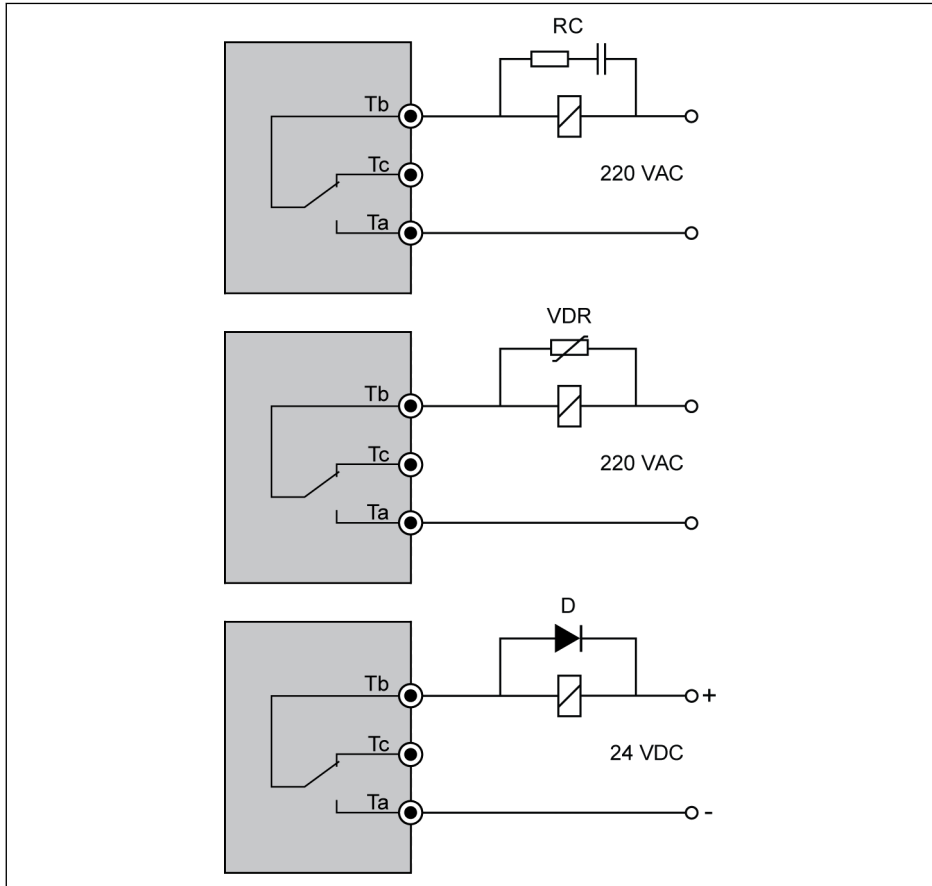 RC
Tb
Tc
220 VAC
Ta
VDR
Tb
Tc
220 VAC
Ta
D
Tb
+
Tc
24 VDC
Ta
-